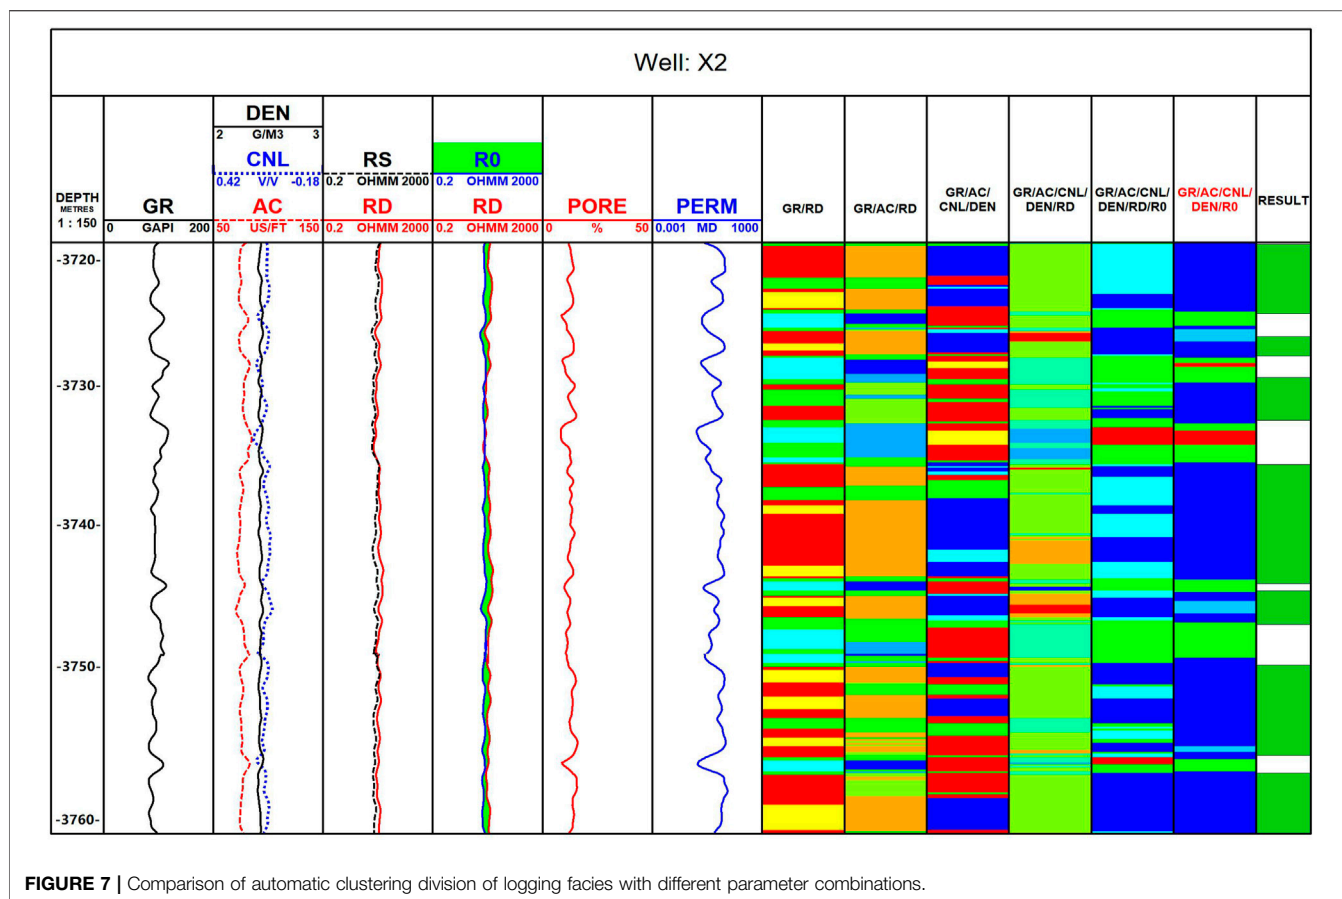 Well: X2
DEPTH
METRES
1 : 150
GR
0 GAPI 200
DEN
2 G/M3 3
CNL
0.42 V/V -0.18
AC
50 US/FT 150
RS
0.2 OHMM 2000
RD
0.2 OHMM 2000
R0
0.2 OHMM 2000
RD
0.2 OHMM 2000
PORE
0 % 50
PERM
0.001 MD 1000
GR/RD
GR/AC/RD
GR/AC/
CNL/DEN
GR/AC/CNL/
DEN/RD
GR/AC/CNL/
DEN/RD/R0
GR/AC/CNL/
DEN/R0
RESULT
-3720-
-3730-
-3740-
-3750-
-3760-
FIGURE 7 | Comparison of automatic clustering division of logging facies with different parameter combinations.